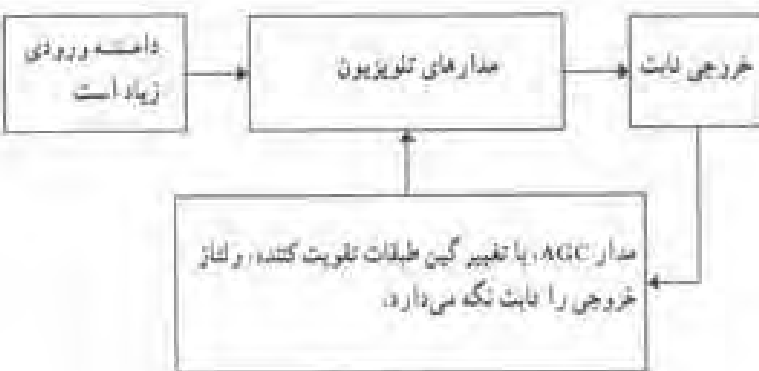 دامنه ورودی
زیاد است
مدارهای تلویزیون
خروجی ثابت
مدار AGC، با تغییر گین طبقات تقویت کننده، ولتاژ
خروجی را ثابت نگه می‌دارد.